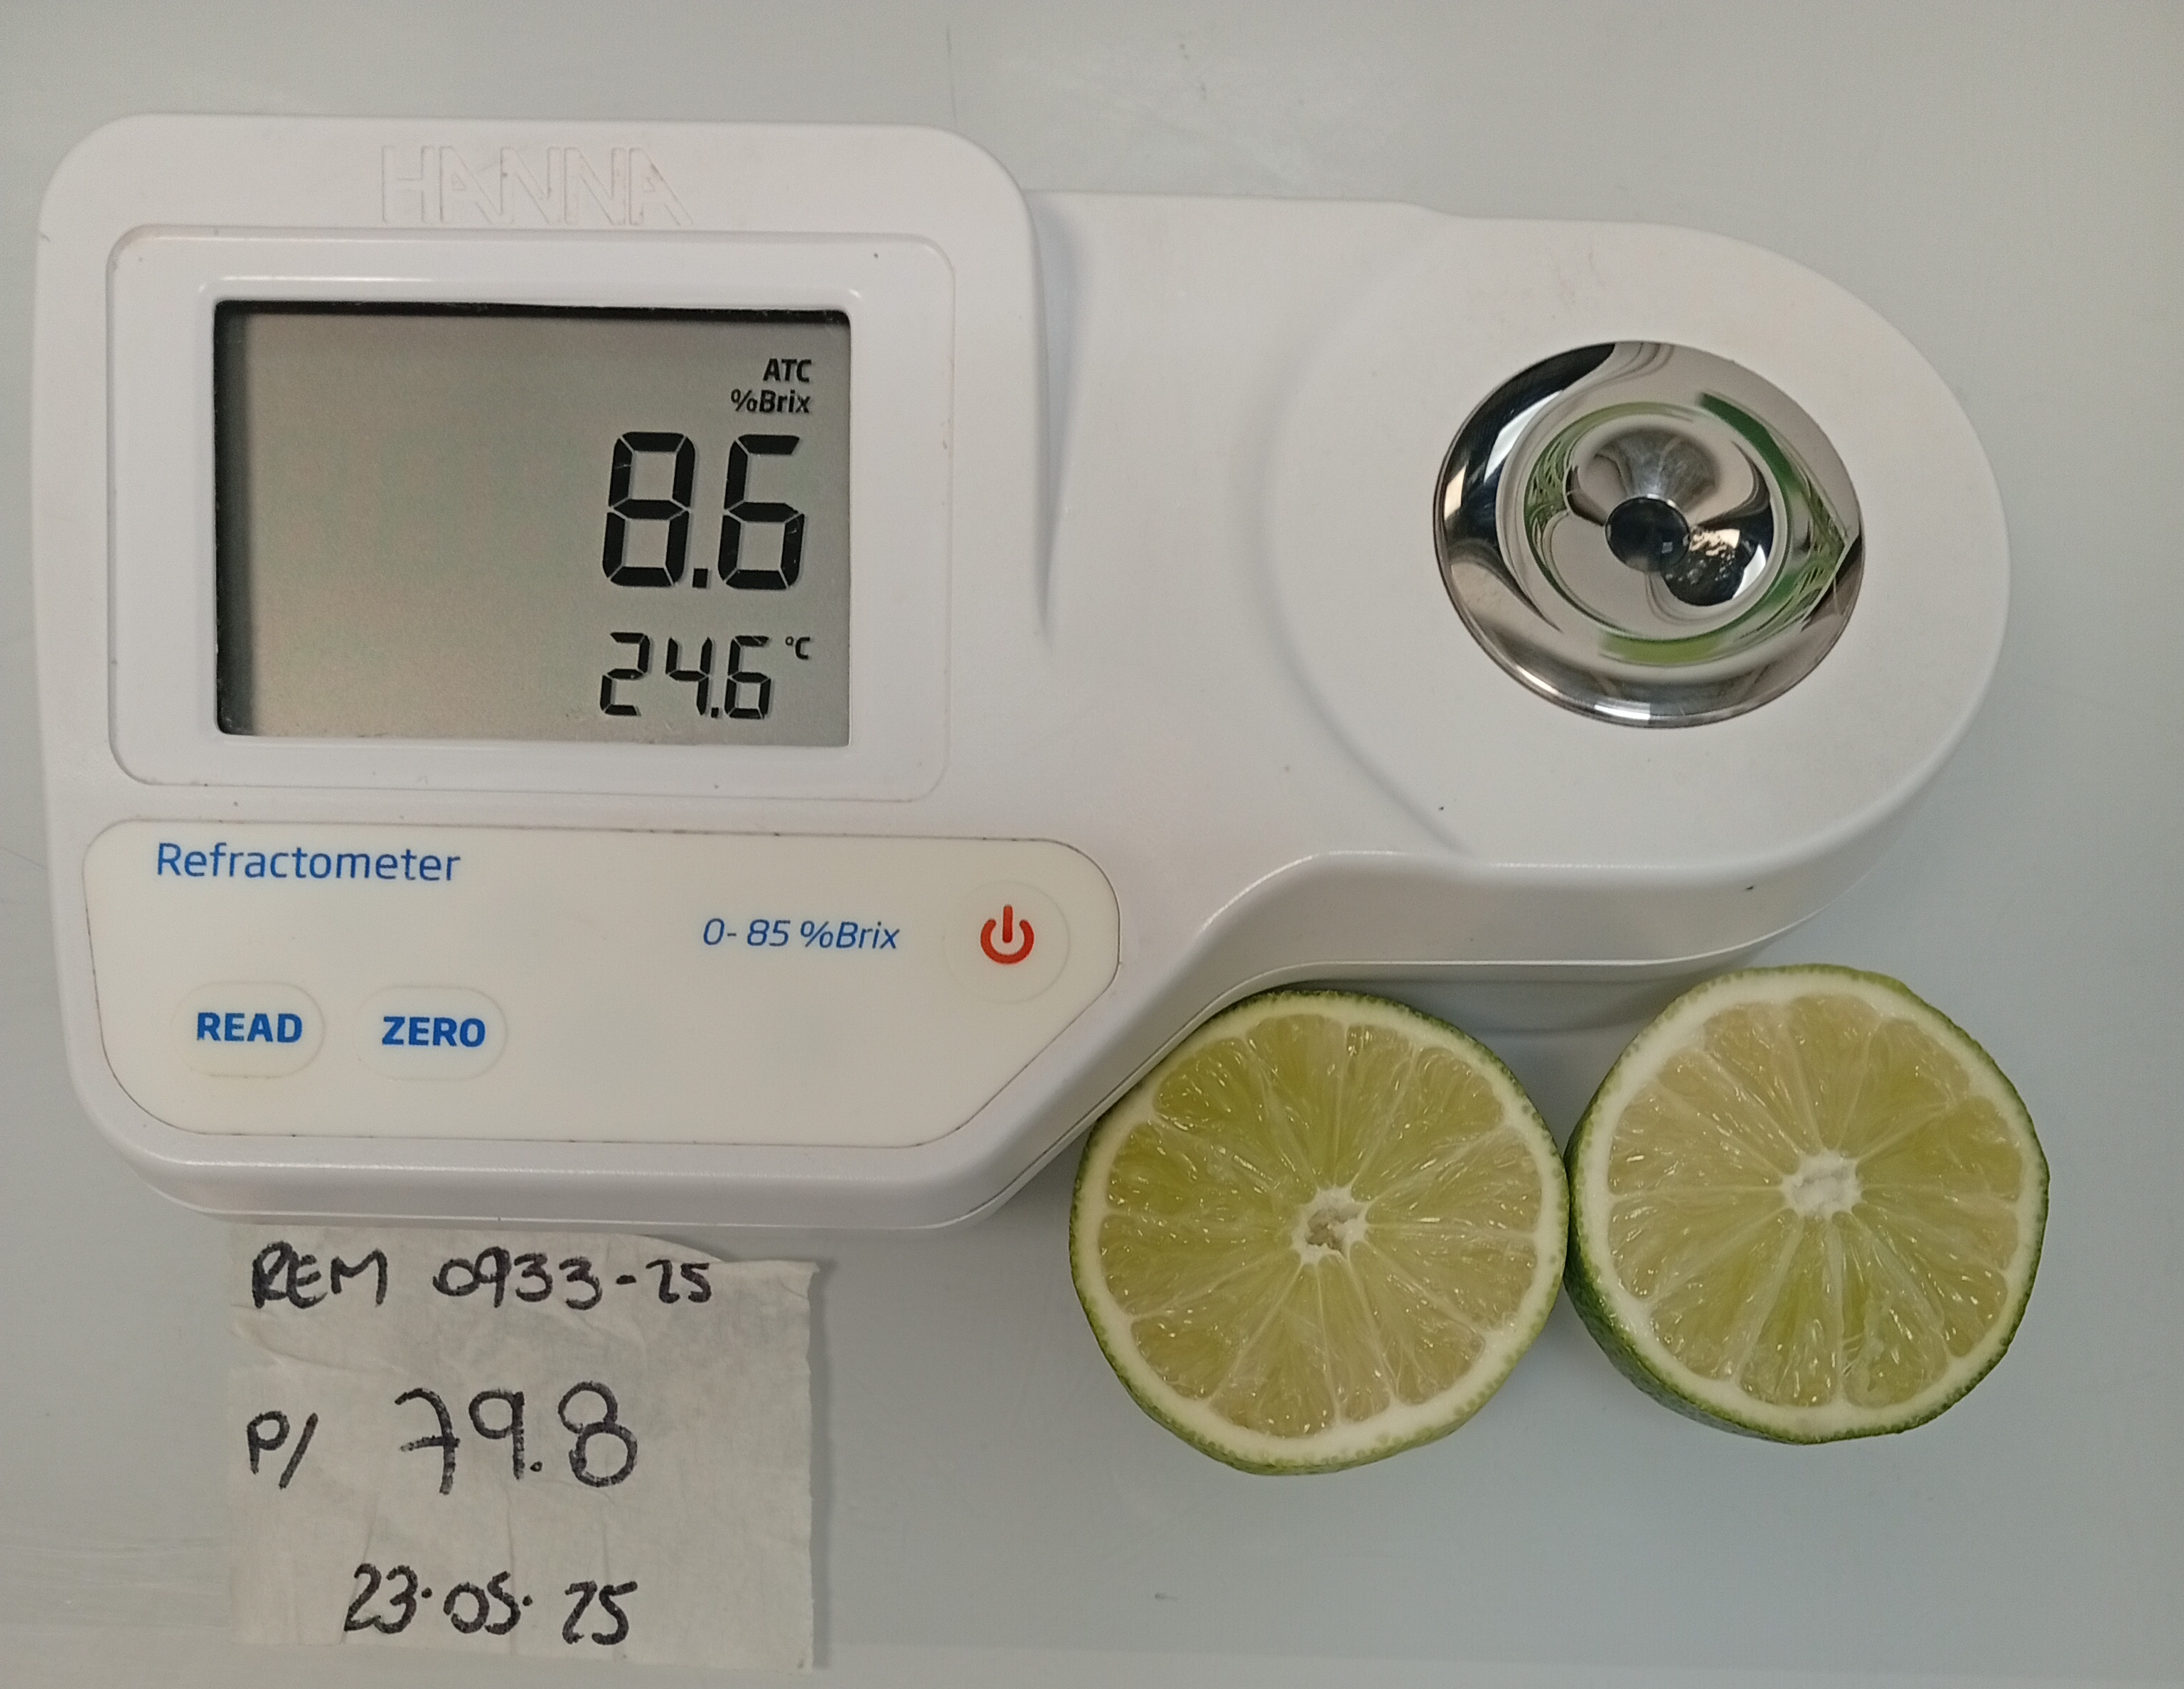 HANNA
ATC
%Brix
8.6
24.6 °C
Refractometer
0- 85 %Brix
READ ZERO
REM 0933-25
P/ 79.8
23.05.25